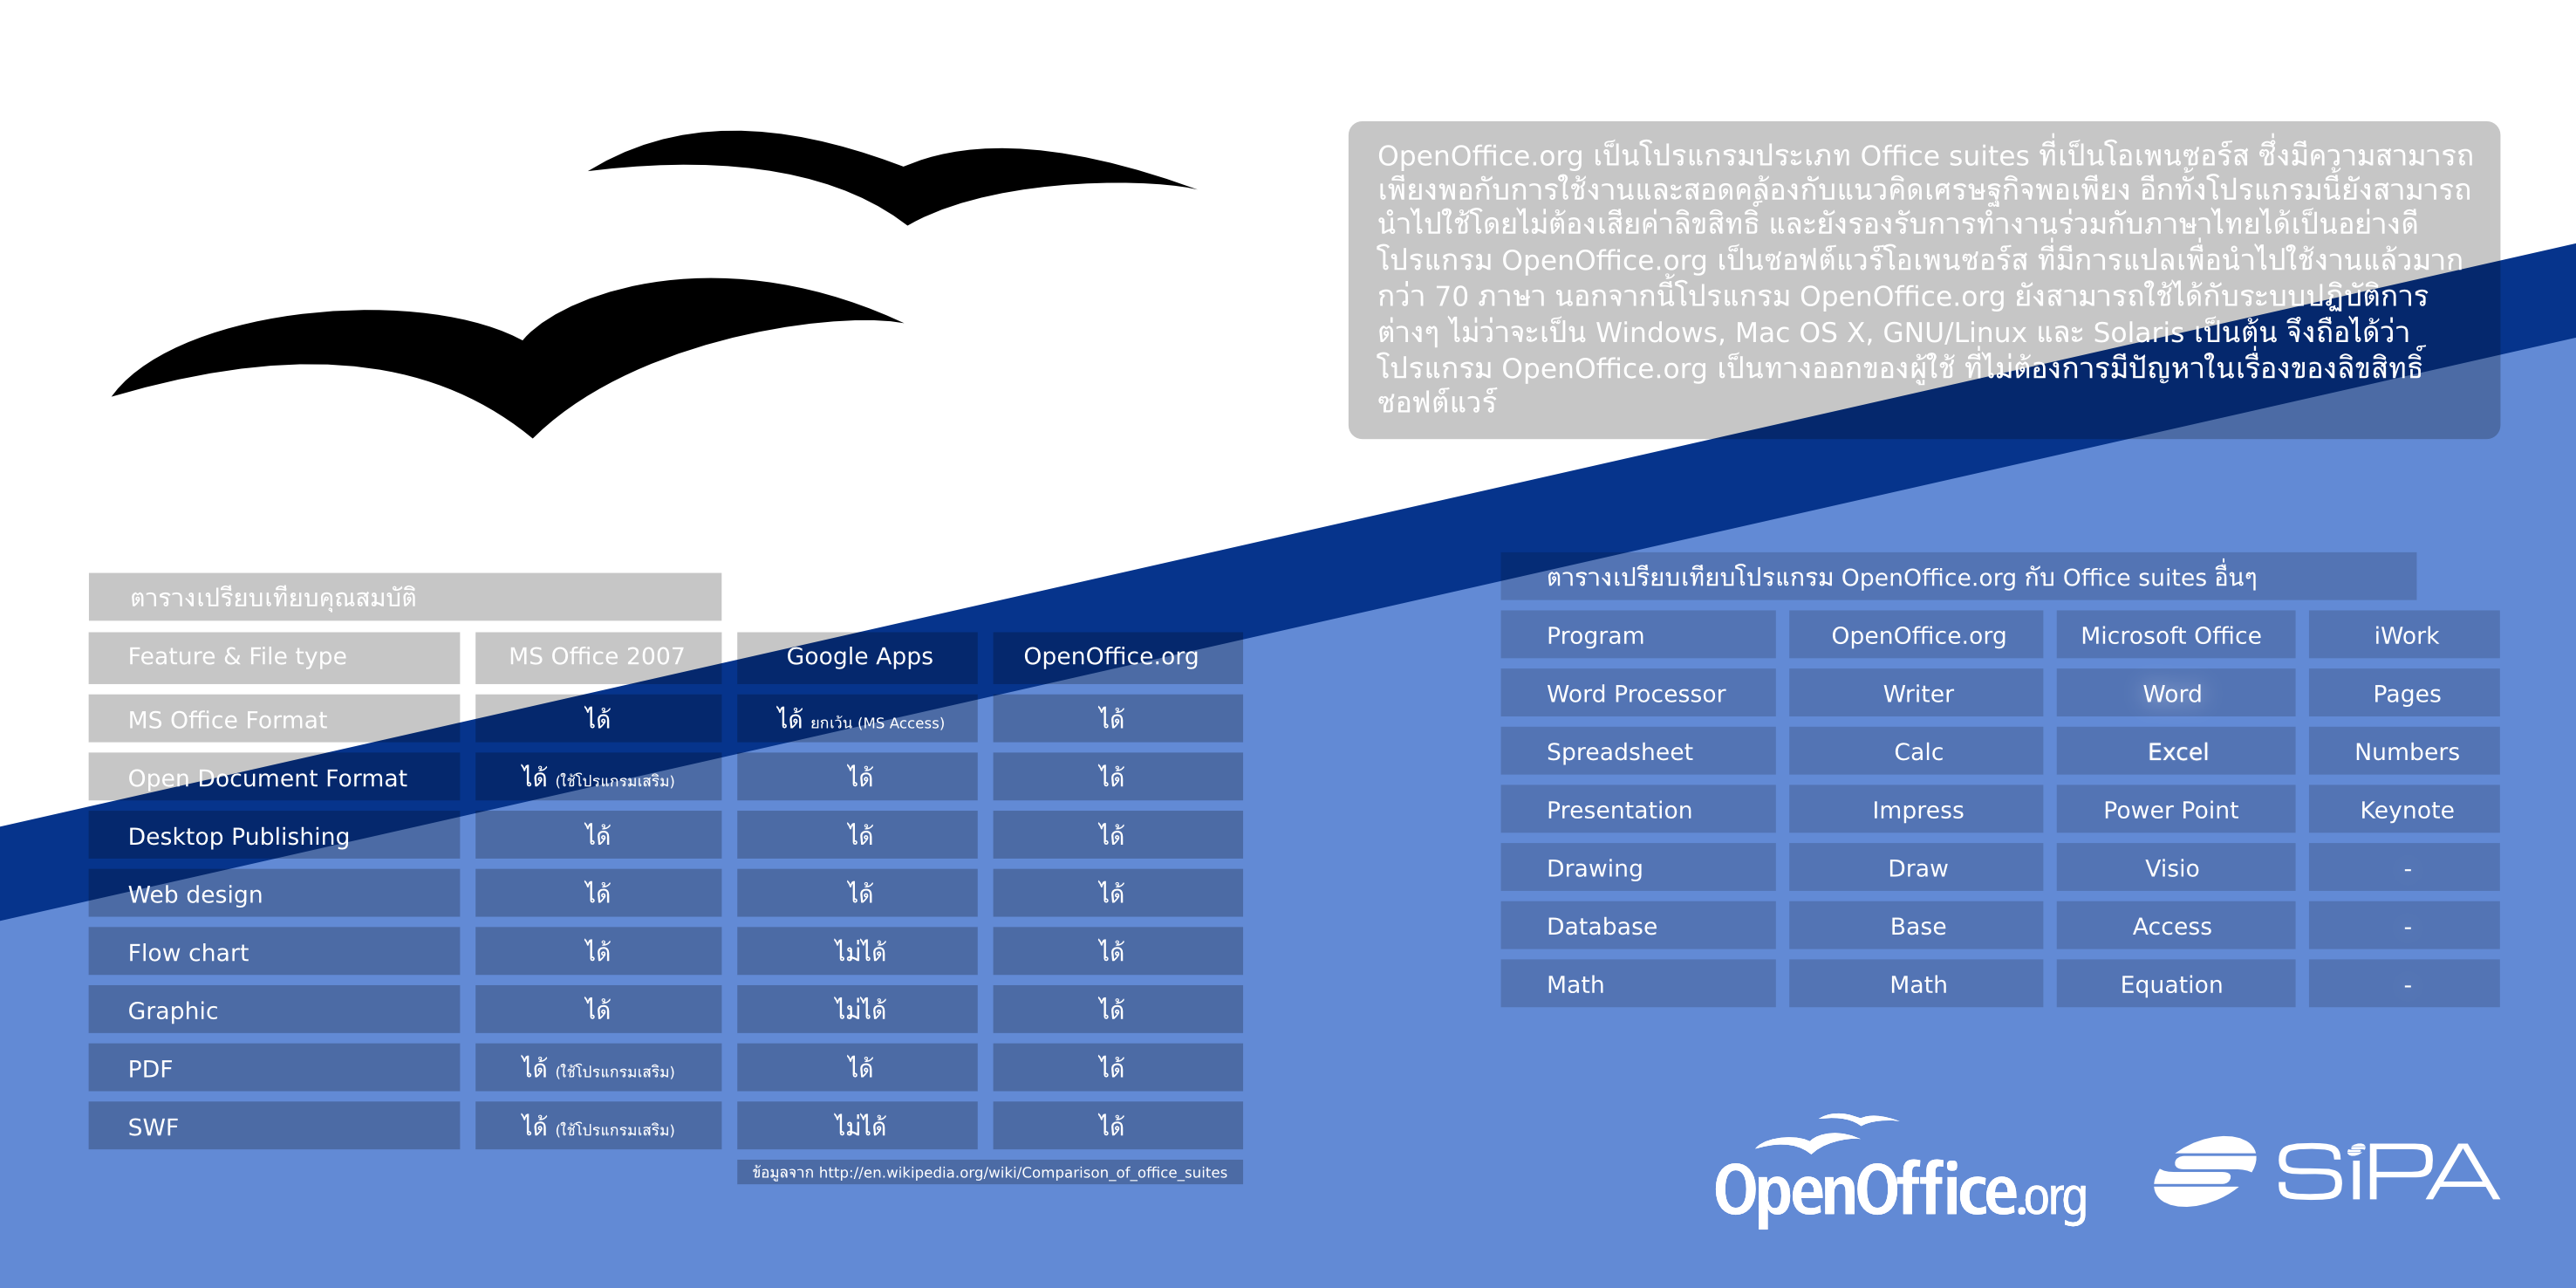 OpenOffice.org เป็นโปรแกรมประเภท Office suites ที่เป็นโอเพนซอร์ส ซึ่งมีความสามารถ
เพียงพอกับการใช้งานและสอดคล้องกับแนวคิดเศรษฐกิจพอเพียง อีกทั้งโปรแกรมนี้ยังสามารถ
นำไปใช้โดยไม่ต้องเสียค่าลิขสิทธิ์ และยังรองรับการทำงานร่วมกับภาษาไทยได้เป็นอย่างดี
โปรแกรม OpenOffice.org เป็นซอฟต์แวร์โอเพนซอร์ส ที่มีการแปลเพื่อนำไปใช้งานแล้วมาก
กว่า 70 ภาษา นอกจากนี้โปรแกรม OpenOffice.org ยังสามารถใช้ได้กับระบบปฏิบัติการ
ต่างๆ ไม่ว่าจะเป็น Windows, Mac OS X, GNU/Linux และ Solaris เป็นต้น จึงถือได้ว่า
โปรแกรม OpenOffice.org เป็นทางออกของผู้ใช้ ที่ไม่ต้องการมีปัญหาในเรื่องของลิขสิทธิ์
ซอฟต์แวร์
ตารางเปรียบเทียบคุณสมบัติ
Feature & File type MS Office 2007 Google Apps OpenOffice.org
MS Office Format ได้ ได้ ยกเว้น (MS Access) ได้
Open Document Format ได้ (ใช้โปรแกรมเสริม) ได้ ได้
Desktop Publishing ได้ ได้ ได้
Web design ได้ ได้ ได้
Flow chart ได้ ไม่ได้ ได้
Graphic ได้ ไม่ได้ ได้
PDF ได้ (ใช้โปรแกรมเสริม) ได้ ได้
SWF ได้ (ใช้โปรแกรมเสริม) ไม่ได้ ได้
ข้อมูลจาก http://en.wikipedia.org/wiki/Comparison_of_office_suites
ตารางเปรียบเทียบโปรแกรม OpenOffice.org กับ Office suites อื่นๆ
Program OpenOffice.org Microsoft Office iWork
Word Processor Writer Word Pages
Spreadsheet Calc Excel Numbers
Presentation Impress Power Point Keynote
Drawing Draw Visio -
Database Base Access -
Math Math Equation -
OpenOffice.org
SiPA